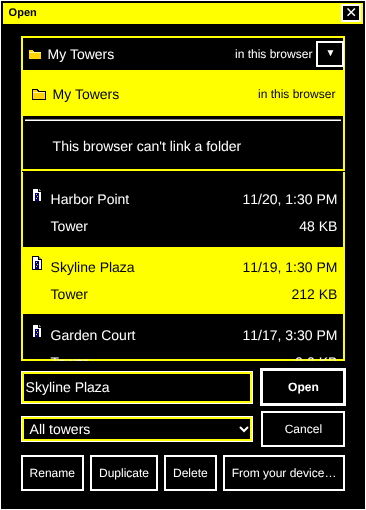 Open
My Towers in this browser
My Towers in this browser
This browser can't link a folder
Harbor Point 11/20, 1:30 PM
Tower 48 KB
Skyline Plaza 11/19, 1:30 PM
Tower 212 KB
Garden Court 11/17, 3:30 PM
Skyline Plaza
Open
All towers
Cancel
Rename Duplicate Delete From your device…